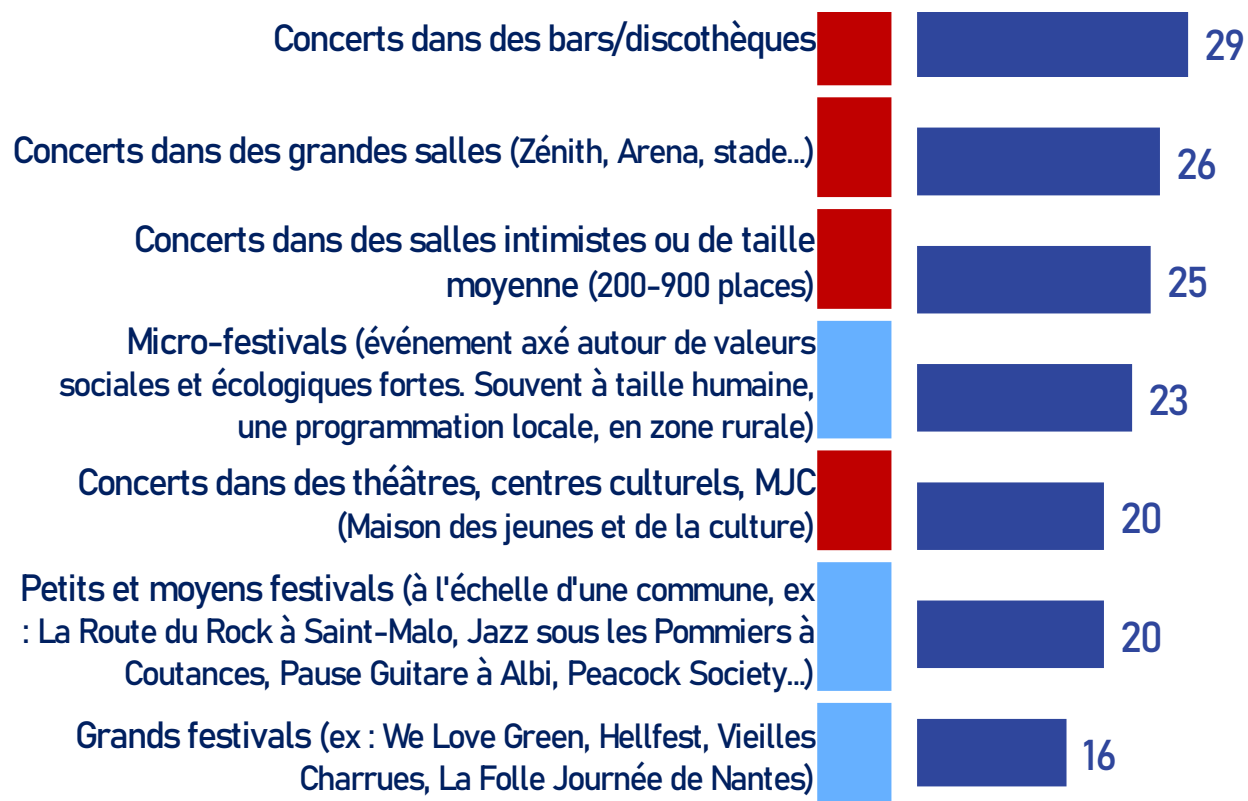 Concerts dans des bars/discothèques
29
Concerts dans des grandes salles (Zénith, Arena, stade...)
26
Concerts dans des salles intimistes ou de taille
moyenne (200-900 places)
25
Micro-festivals (événement axé autour de valeurs
sociales et écologiques fortes. Souvent à taille humaine,
une programmation locale, en zone rurale)
23
Concerts dans des théâtres, centres culturels, MJC
(Maison des jeunes et de la culture)
20
Petits et moyens festivals (à l'échelle d'une commune, ex
: La Route du Rock à Saint-Malo, Jazz sous les Pommiers à
Coutances, Pause Guitare à Albi, Peacock Society...)
20
Grands festivals (ex : We Love Green, Hellfest, Vieilles
Charrues, La Folle Journée de Nantes)
16